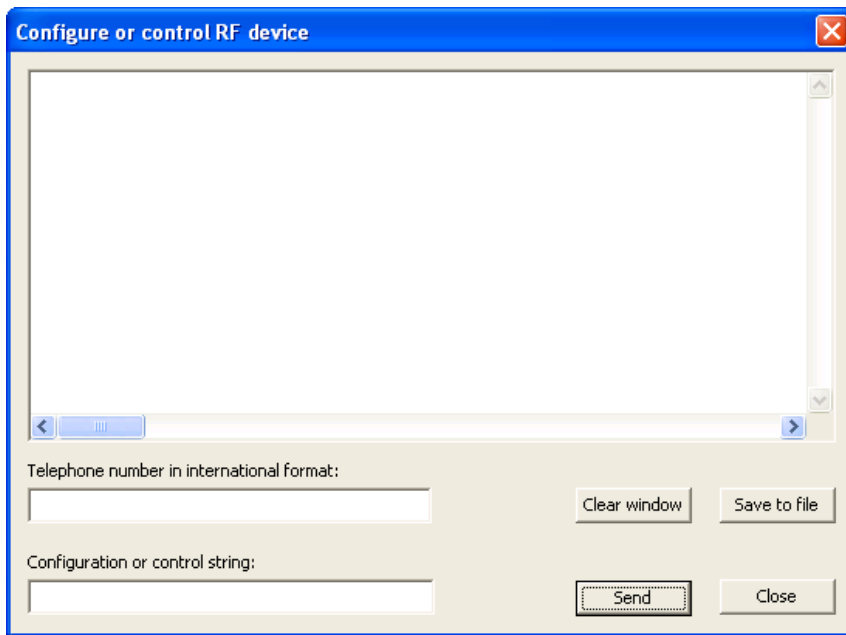 Configure or control RF device
Telephone number in international format:
Clear window
Save to file
Configuration or control string:
Send
Close